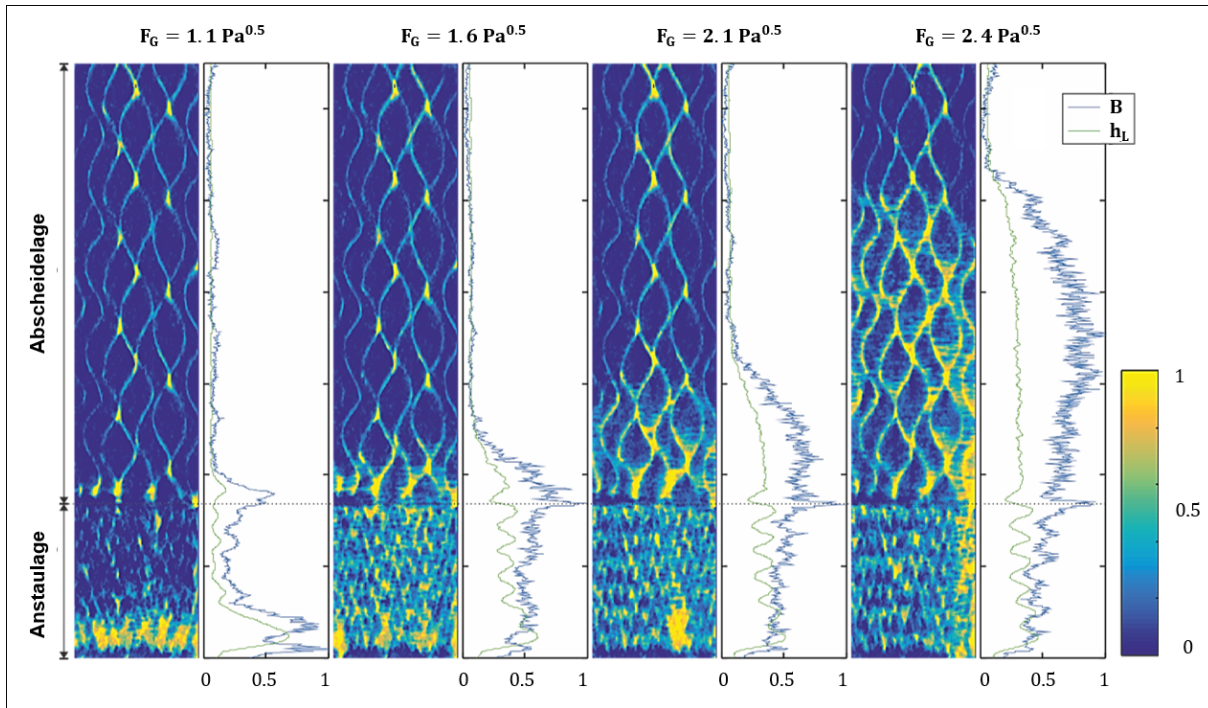 F_G = 1.1 Pa^0.5 F_G = 1.6 Pa^0.5 F_G = 2.1 Pa^0.5 F_G = 2.4 Pa^0.5
B
h_L
Abscheidelage
Anstaulage
1
0.5
0
0 0.5 1 0 0.5 1 0 0.5 1 0 0.5 1